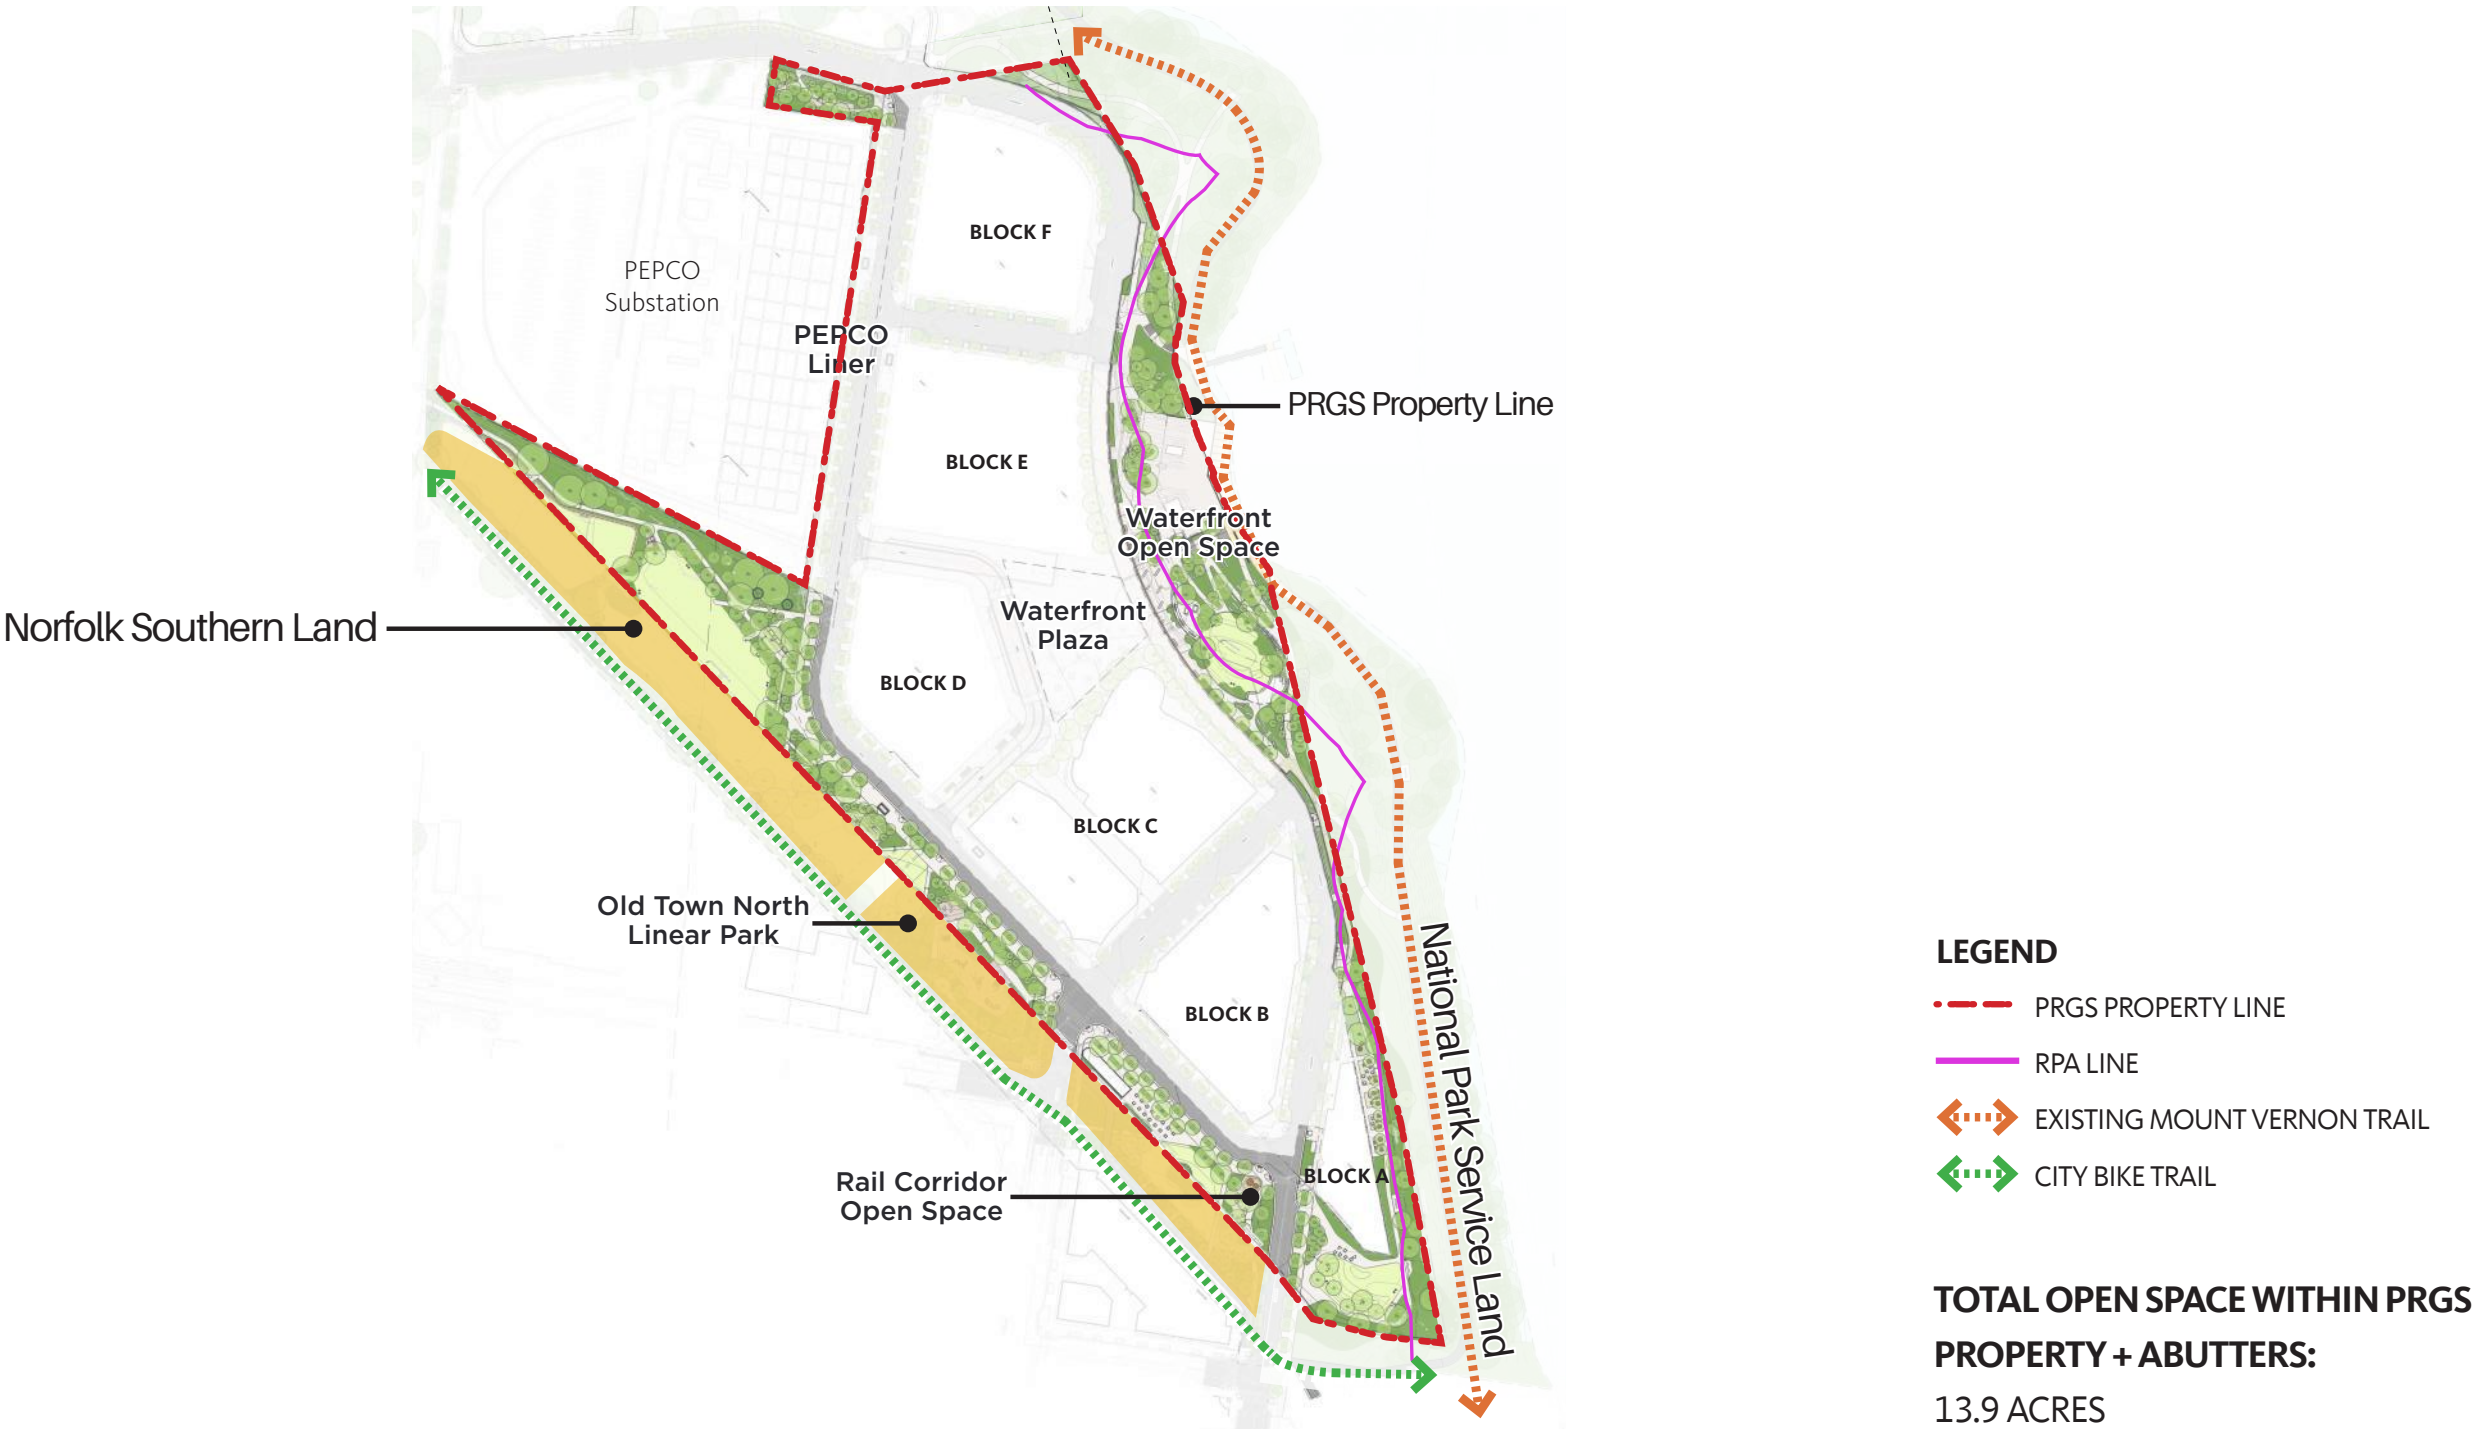 BLOCK F
PEPCO
Substation
PEPCO
Liner
PRGS Property Line
BLOCK E
Waterfront
Open Space
Norfolk Southern Land
Waterfront
Plaza
BLOCK D
BLOCK C
Old Town North
Linear Park
National Park Service Land
BLOCK B
Rail Corridor
Open Space
BLOCK A
LEGEND
PRGS PROPERTY LINE
RPA LINE
EXISTING MOUNT VERNON TRAIL
CITY BIKE TRAIL
TOTAL OPEN SPACE WITHIN PRGS
PROPERTY + ABUTTERS:
13.9 ACRES